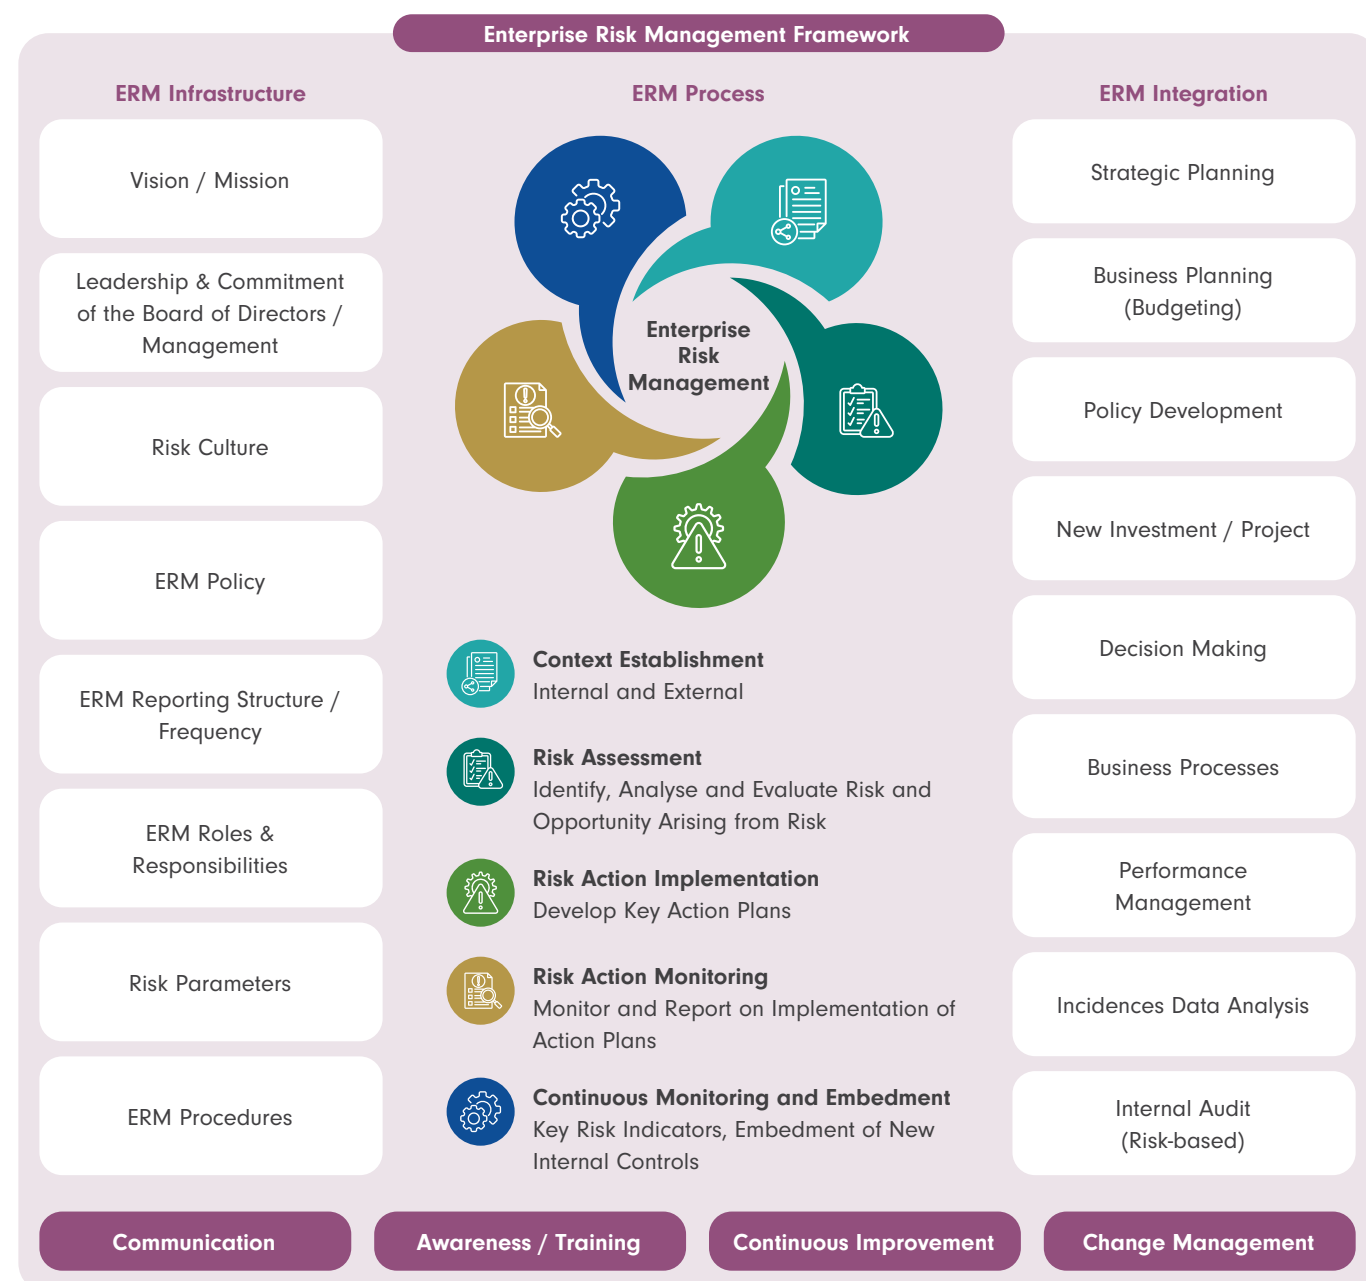 Enterprise Risk Management Framework
ERM Infrastructure
Vision / Mission
Leadership & Commitment
of the Board of Directors /
Management
Risk Culture
ERM Policy
ERM Reporting Structure /
Frequency
ERM Roles &
Responsibilities
Risk Parameters
ERM Procedures
ERM Process
Enterprise
Risk
Management
Context Establishment
Internal and External
Risk Assessment
Identify, Analyse and Evaluate Risk and
Opportunity Arising from Risk
Risk Action Implementation
Develop Key Action Plans
Risk Action Monitoring
Monitor and Report on Implementation of
Action Plans
Continuous Monitoring and Embedment
Key Risk Indicators, Embedment of New
Internal Controls
ERM Integration
Strategic Planning
Business Planning
(Budgeting)
Policy Development
New Investment / Project
Decision Making
Business Processes
Performance
Management
Incidences Data Analysis
Internal Audit
(Risk-based)
Communication
Awareness / Training
Continuous Improvement
Change Management